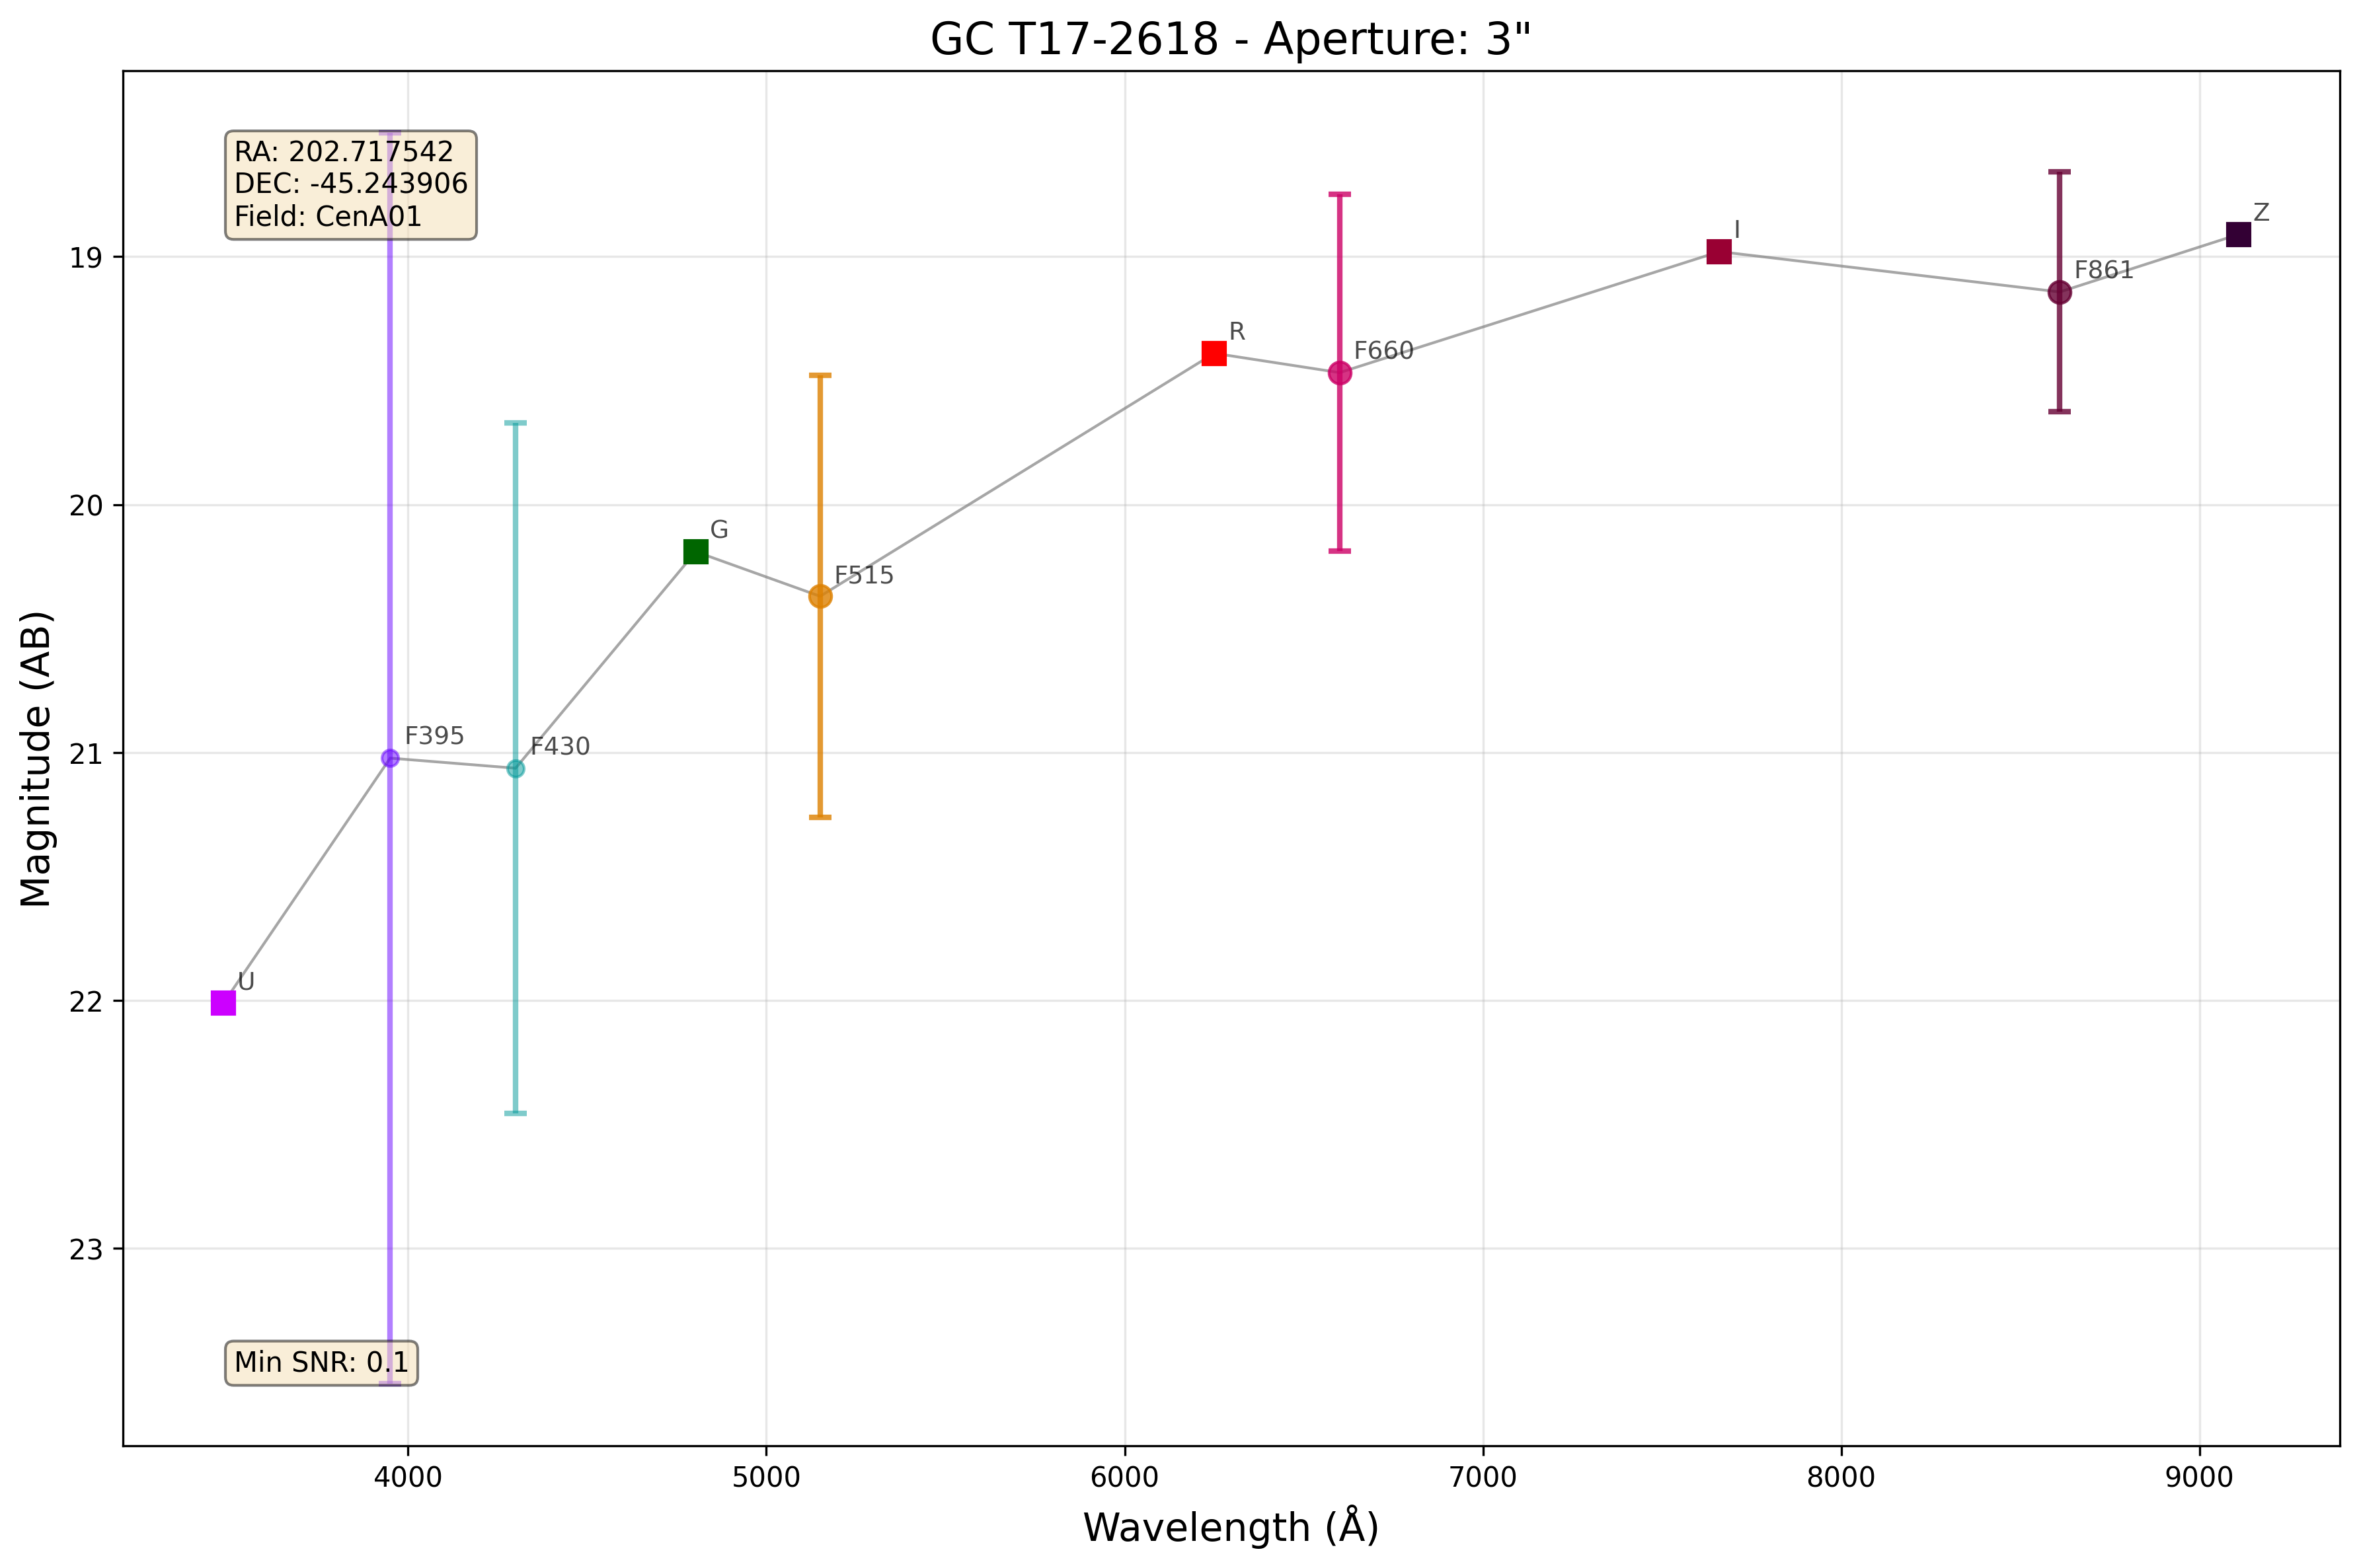 GC T17-2618 - Aperture: 3"
RA: 202.717542
DEC: -45.243906
Field: CenA01
Z
I
F861
19
R
F660
20
G
F515
Magnitude (AB)
F395
F430
21
U
22
23
Min SNR: 0.1
4000 5000 6000 7000 8000 9000
Wavelength (Å)